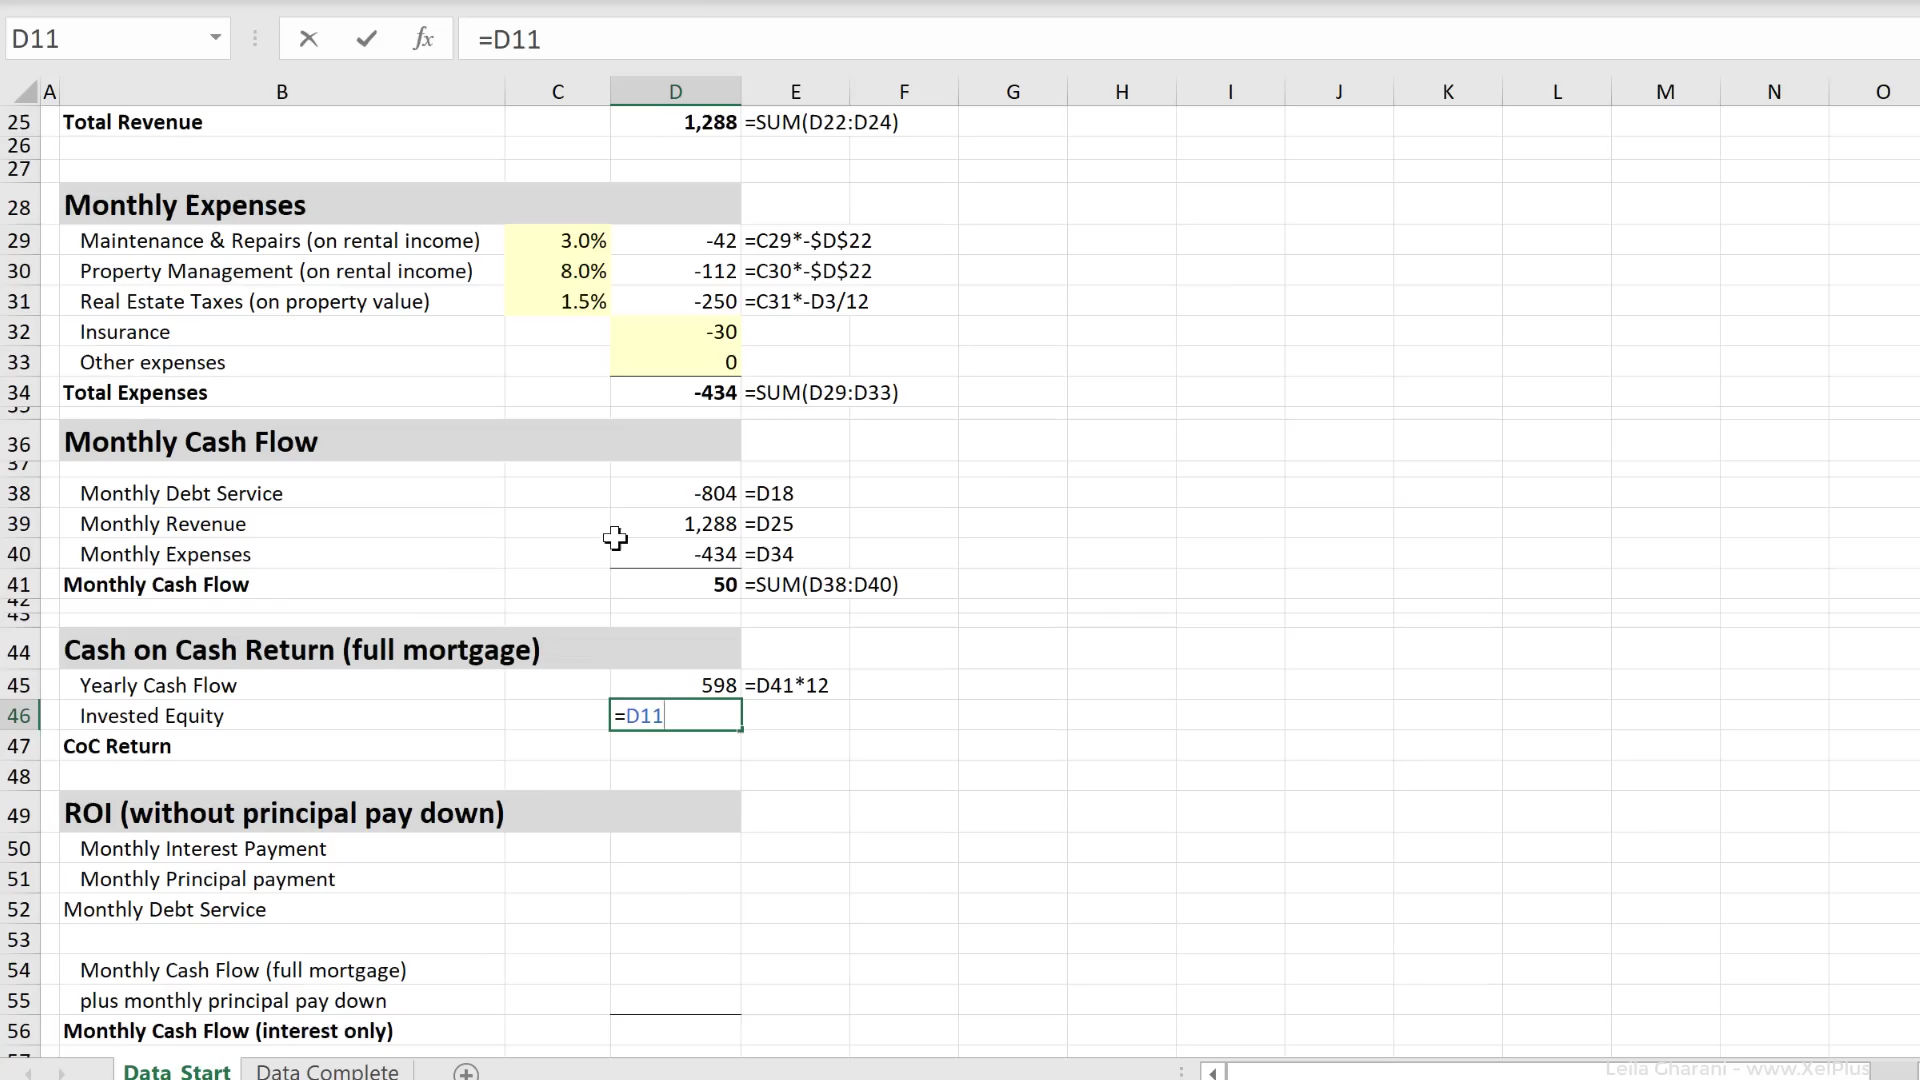 D11 fx =D11
A B C D E F G H I J K L M N O
25 Total Revenue 1,288 =SUM(D22:D24)
26
27
28 Monthly Expenses
29 Maintenance & Repairs (on rental income) 3.0% -42 =C29*-$D$22
30 Property Management (on rental income) 8.0% -112 =C30*-$D$22
31 Real Estate Taxes (on property value) 1.5% -250 =C31*-D3/12
32 Insurance -30
33 Other expenses 0
34 Total Expenses -434 =SUM(D29:D33)
35
36 Monthly Cash Flow
37
38 Monthly Debt Service -804 =D18
39 Monthly Revenue 1,288 =D25
40 Monthly Expenses -434 =D34
41 Monthly Cash Flow 50 =SUM(D38:D40)
42
43
44 Cash on Cash Return (full mortgage)
45 Yearly Cash Flow 598 =D41*12
46 Invested Equity =D11
47 CoC Return
48
49 ROI (without principal pay down)
50 Monthly Interest Payment
51 Monthly Principal payment
52 Monthly Debt Service
53
54 Monthly Cash Flow (full mortgage)
55 plus monthly principal pay down
56 Monthly Cash Flow (interest only)
57
Data Start Data Complete
Leila Gharani - www.XelPlus